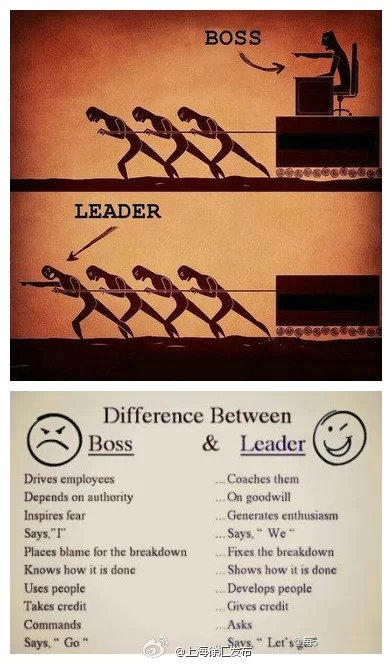 BOSS
LEADER
Difference Between
Boss & Leader
Drives employees ... Coaches them
Depends on authority ... On goodwill
Inspires fear ... Generates enthusiasm
Says,"I" ... Says, " We "
Places blame for the breakdown ... Fixes the breakdown
Knows how it is done ... Shows how it is done
Uses people ... Develops people
Takes credit ... Gives credit
Commands ... Asks
Says, " Go " ... Says, " Let's go
@上海徐汇发布